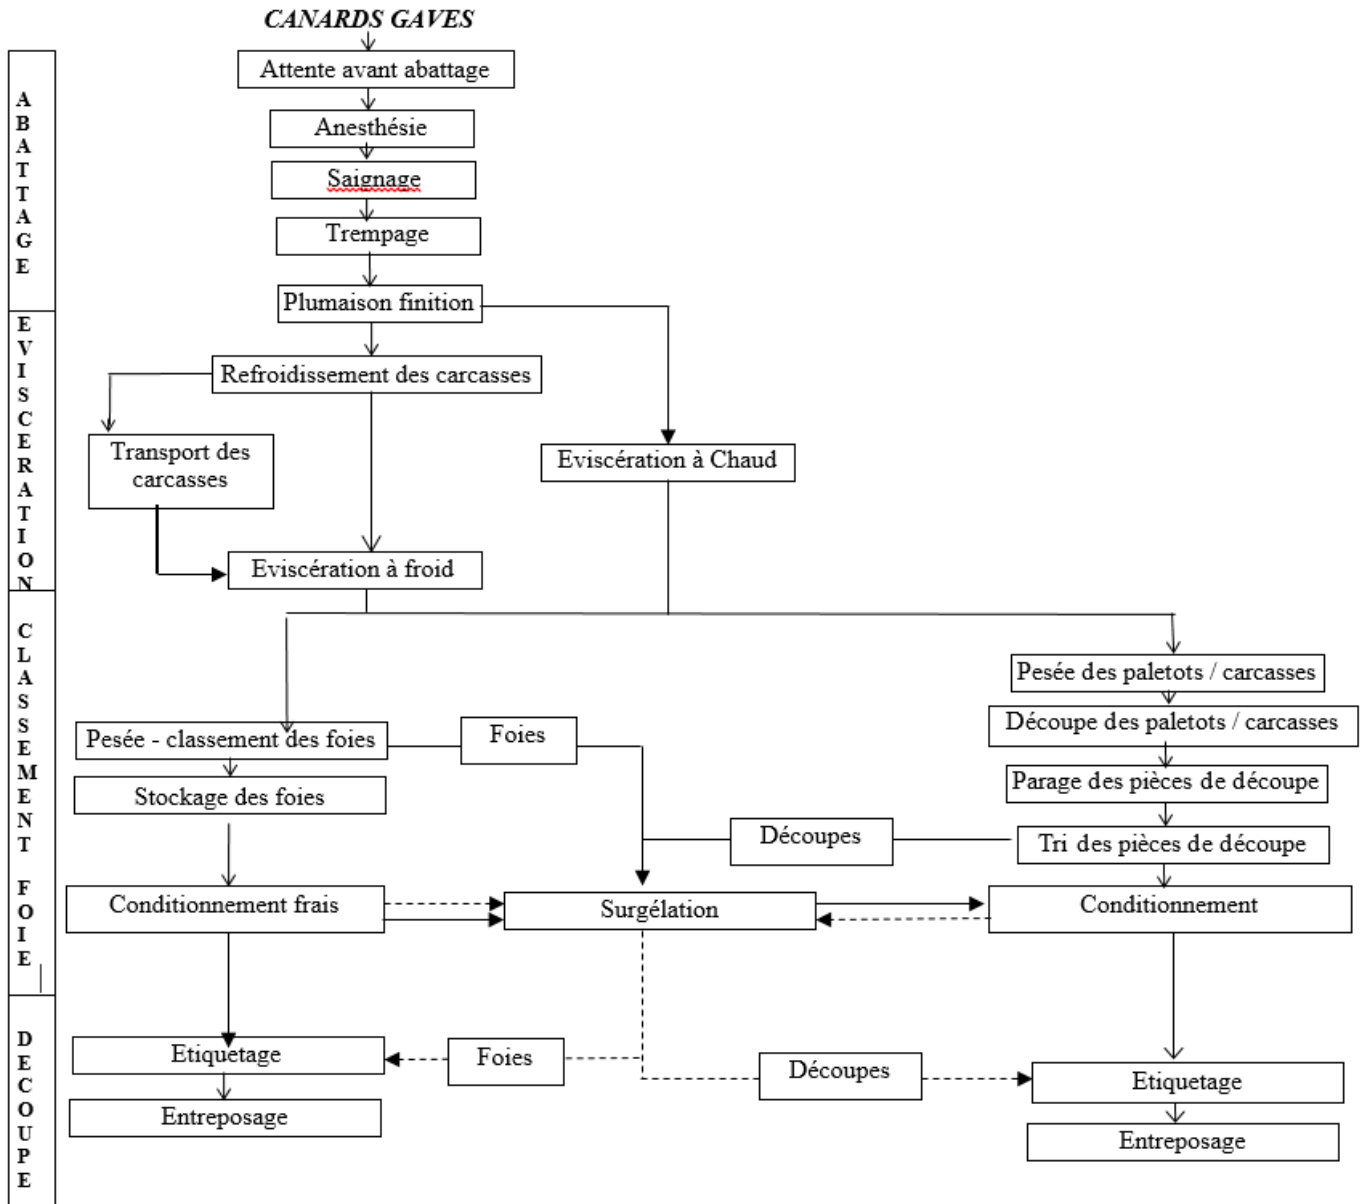 CANARDS GAVES
ABATTAGE
Attente avant abattage
Anesthésie
Saignage
Trempage
Plumaison finition
EVISCERATION
Refroidissement des carcasses
Transport des
carcasses
Eviscération à Chaud
Eviscération à froid
CLASSEMENT FOIE
Pesée des paletots / carcasses
Pesée - classement des foies
Foies
Découpe des paletots / carcasses
Stockage des foies
Parage des pièces de découpe
Découpes
Tri des pièces de découpe
Conditionnement frais
Surgélation
Conditionnement
DECOUPE
Etiquetage
Foies
Découpes
Etiquetage
Entreposage
Entreposage